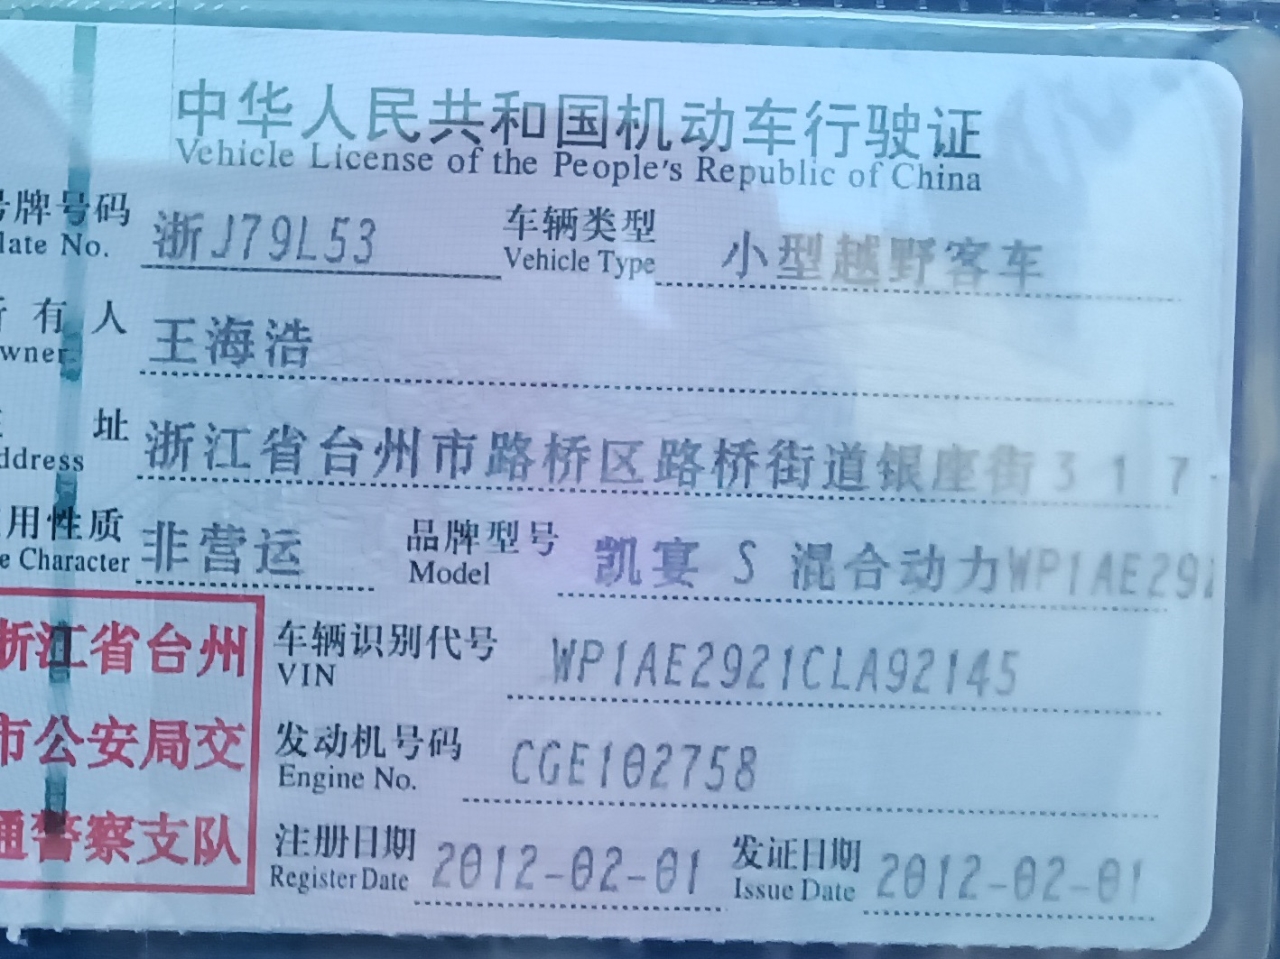 中华人民共和国机动车行驶证
Vehicle License of the People's Republic of China
号牌号码 浙J79L53 车辆类型 小型越野客车
late No. Vehicle Type
所有人 王海浩
wner
址 浙江省台州市路桥区路桥街道银座街317
ddress
用性质 非营运 品牌型号 凯宴 S 混合动力WP1AE292
e Character Model
浙江省台州
市公安局交
通警察支队
车辆识别代号 WP1AE2921CLA92145
VIN
发动机号码 CGE102758
Engine No.
注册日期 2012-02-01 发证日期 2012-02-01
Register Date Issue Date